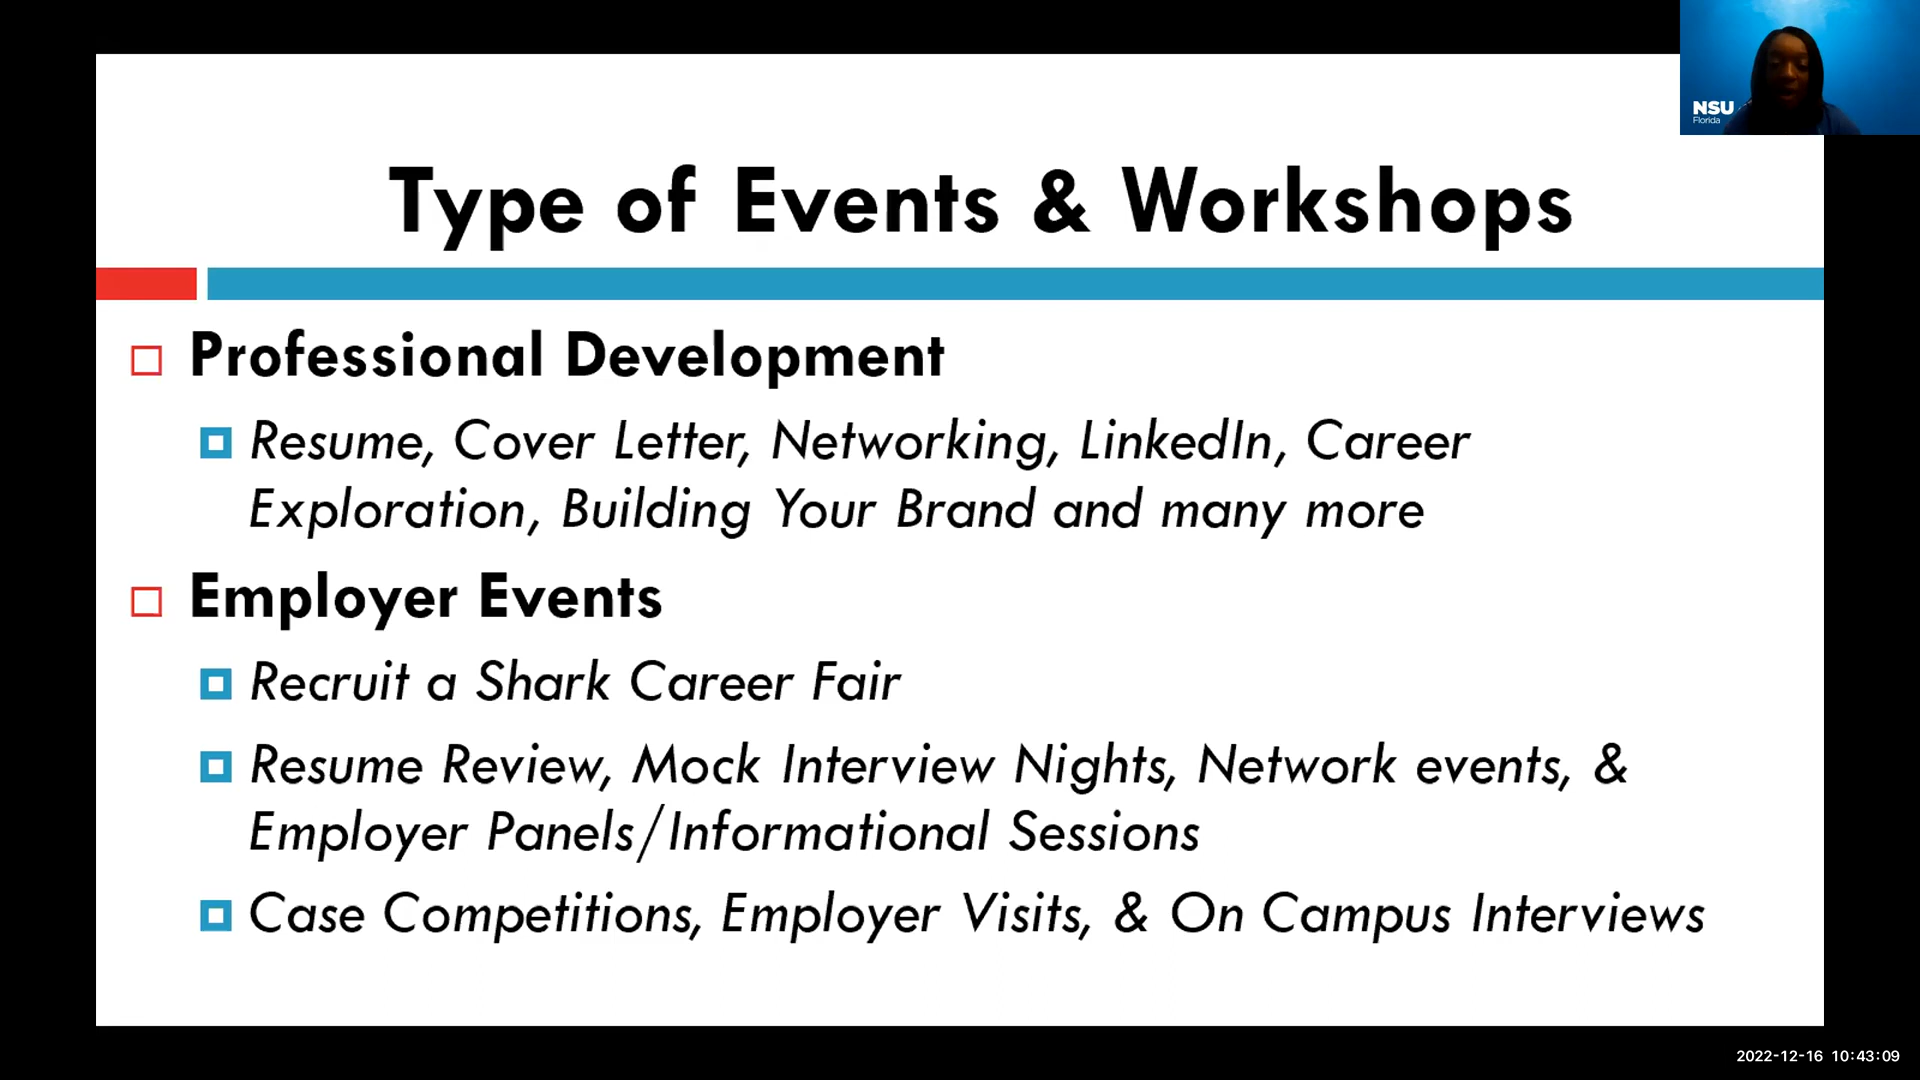 NSU
Florida
Type of Events & Workshops
Professional Development
Resume, Cover Letter, Networking, LinkedIn, Career
Exploration, Building Your Brand and many more
Employer Events
Recruit a Shark Career Fair
Resume Review, Mock Interview Nights, Network events, &
Employer Panels/Informational Sessions
Case Competitions, Employer Visits, & On Campus Interviews
2022-12-16 10:43:09